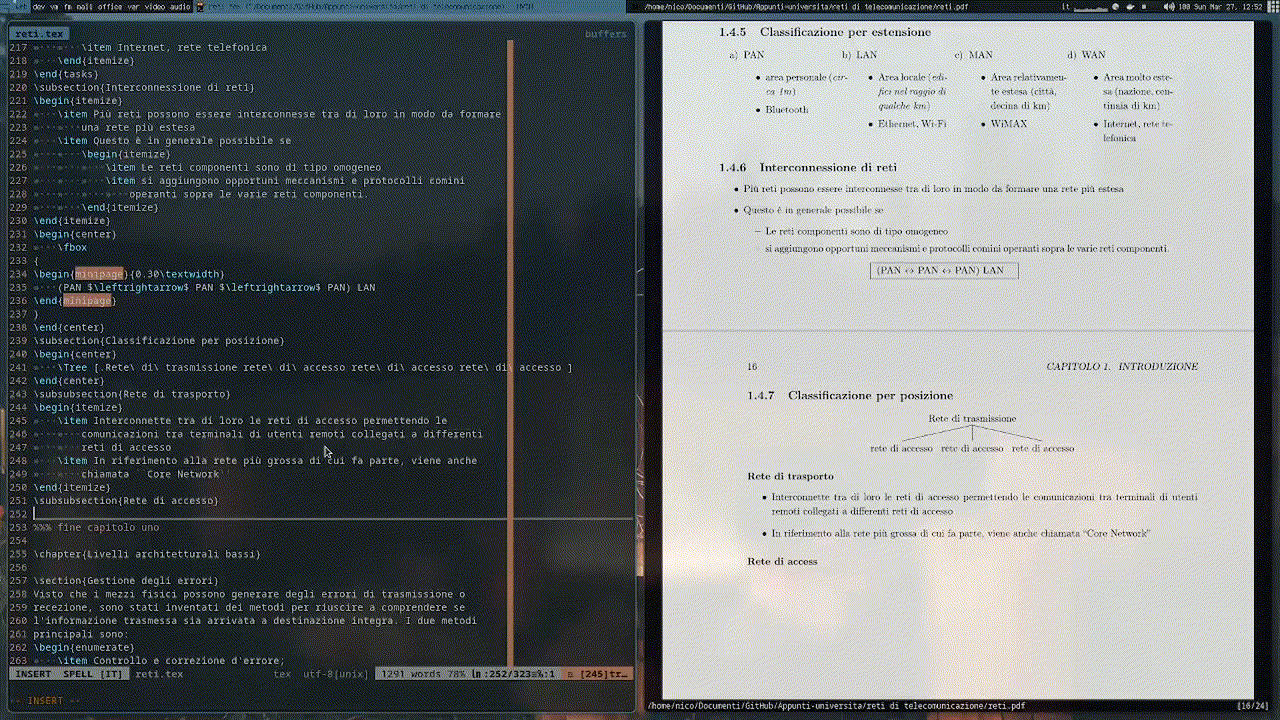 dev va fm mail office ver video audio
/home/nico/Documenti/GitHub/Appunti-universita/reti di telecomunicazione/reti.pdf
it
100 Sun Mar 27, 12:52
reti.tex
buffers
217 \item Internet, rete telefonica
218 \end{itemize}
219 \end{tasks}
220 \subsection{Interconnessione di reti}
221 \begin{itemize}
222 \item Più reti possono essere interconnesse tra di loro in modo da formare
223 una rete più estesa
224 \item Questo è in generale possibile se
225 \begin{itemize}
226 \item Le reti componenti sono di tipo omogeneo
227 \item si aggiungono opportuni meccanismi e protocolli comini
228 operanti sopra le varie reti componenti
229 \end{itemize}
230 \end{itemize}
231 \begin{center}
232 \fbox
233 {
234 \begin{minipage}{0.30\textwidth}
235 (PAN $\leftrightarrow$ PAN $\leftrightarrow$ PAN) LAN
236 \end{minipage}
237 }
238 \end{center}
239 \subsection{Classificazione per posizione}
240 \begin{center}
241 \Tree [.Rete\ di\ trasmissione rete\ di\ accesso rete\ di\ accesso rete\ di\ accesso ]
242 \end{center}
243 \subsubsection{Rete di trasporto}
244 \begin{itemize}
245 \item Interconnette tra di loro le reti di accesso permettendo le
246 comunicazioni tra terminali di utenti remoti collegati a differenti
247 reti di accesso
248 \item In riferimento alla rete più grossa di cui fa parte, viene anche
249 chiamata ``Core Network''
250 \end{itemize}
251 \subsubsection{Rete di accesso}
252
253 %%% fine capitolo uno
254
255 \chapter{Livelli architetturali bassi}
256
257 \section{Gestione degli errori}
258 Visto che i mezzi fisici possono generare degli errori di trasmissione o
259 recezione, sono stati inventati dei metodi per riuscire a comprendere se
260 l'informazione trasmessa sia arrivata a destinazione integra. I due metodi
261 principali sono:
262 \begin{enumerate}
263 \item Controllo e correzione d'errore;
INSERT SPELL [IT] reti.tex tex utf-8[unix] 1291 words 78% ln:252/323≡%:1 [245]tr…
-- INSERT --
1.4.5 Classificazione per estensione
a) PAN b) LAN c) MAN d) WAN
• area personale (cir-
ca 1m)
• Bluetooth
• Area locale (edi-
fici nel raggio di
qualche km)
• Ethernet, Wi-Fi
• Area relativamen-
te estesa (città,
decina di km)
• WiMAX
• Area molto este-
sa (nazione, cen-
tinaia di km)
• Internet, rete te-
lefonica
1.4.6 Interconnessione di reti
• Più reti possono essere interconnesse tra di loro in modo da formare una rete più estesa
• Questo è in generale possibile se
– Le reti componenti sono di tipo omogeneo
si aggiungono opportuni meccanismi e protocolli comini operanti sopra le varie reti componenti.
(PAN ↔ PAN ↔ PAN) LAN
16 CAPITOLO 1. INTRODUZIONE
1.4.7 Classificazione per posizione
Rete di trasmissione
rete di accesso rete di accesso rete di accesso
Rete di trasporto
• Interconnette tra di loro le reti di accesso permettendo le comunicazioni tra terminali di utenti
remoti collegati a differenti reti di accesso
• In riferimento alla rete più grossa di cui fa parte, viene anche chiamata “Core Network”
Rete di access
/home/nico/Documenti/GitHub/Appunti-universita/reti di telecomunicazione/reti.pdf [16/24]